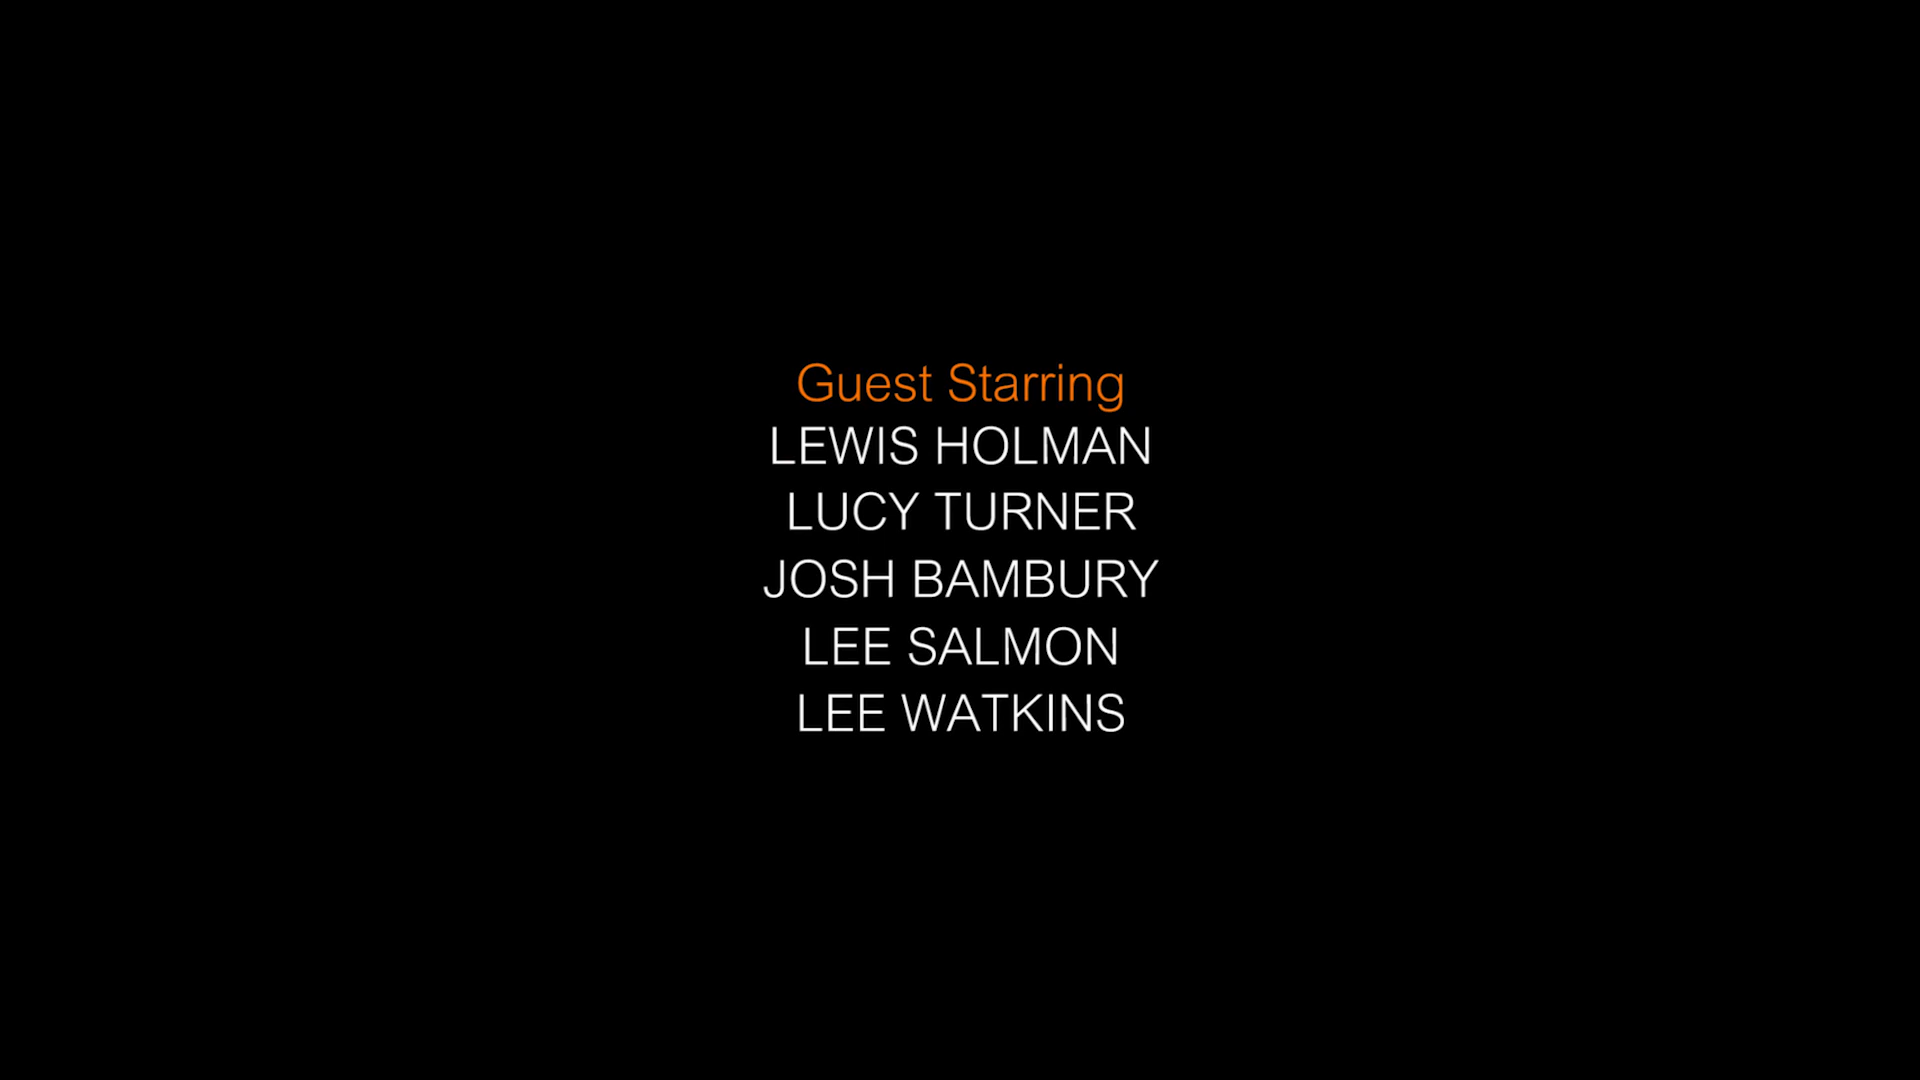 Guest Starring
LEWIS HOLMAN
LUCY TURNER
JOSH BAMBURY
LEE SALMON
LEE WATKINS